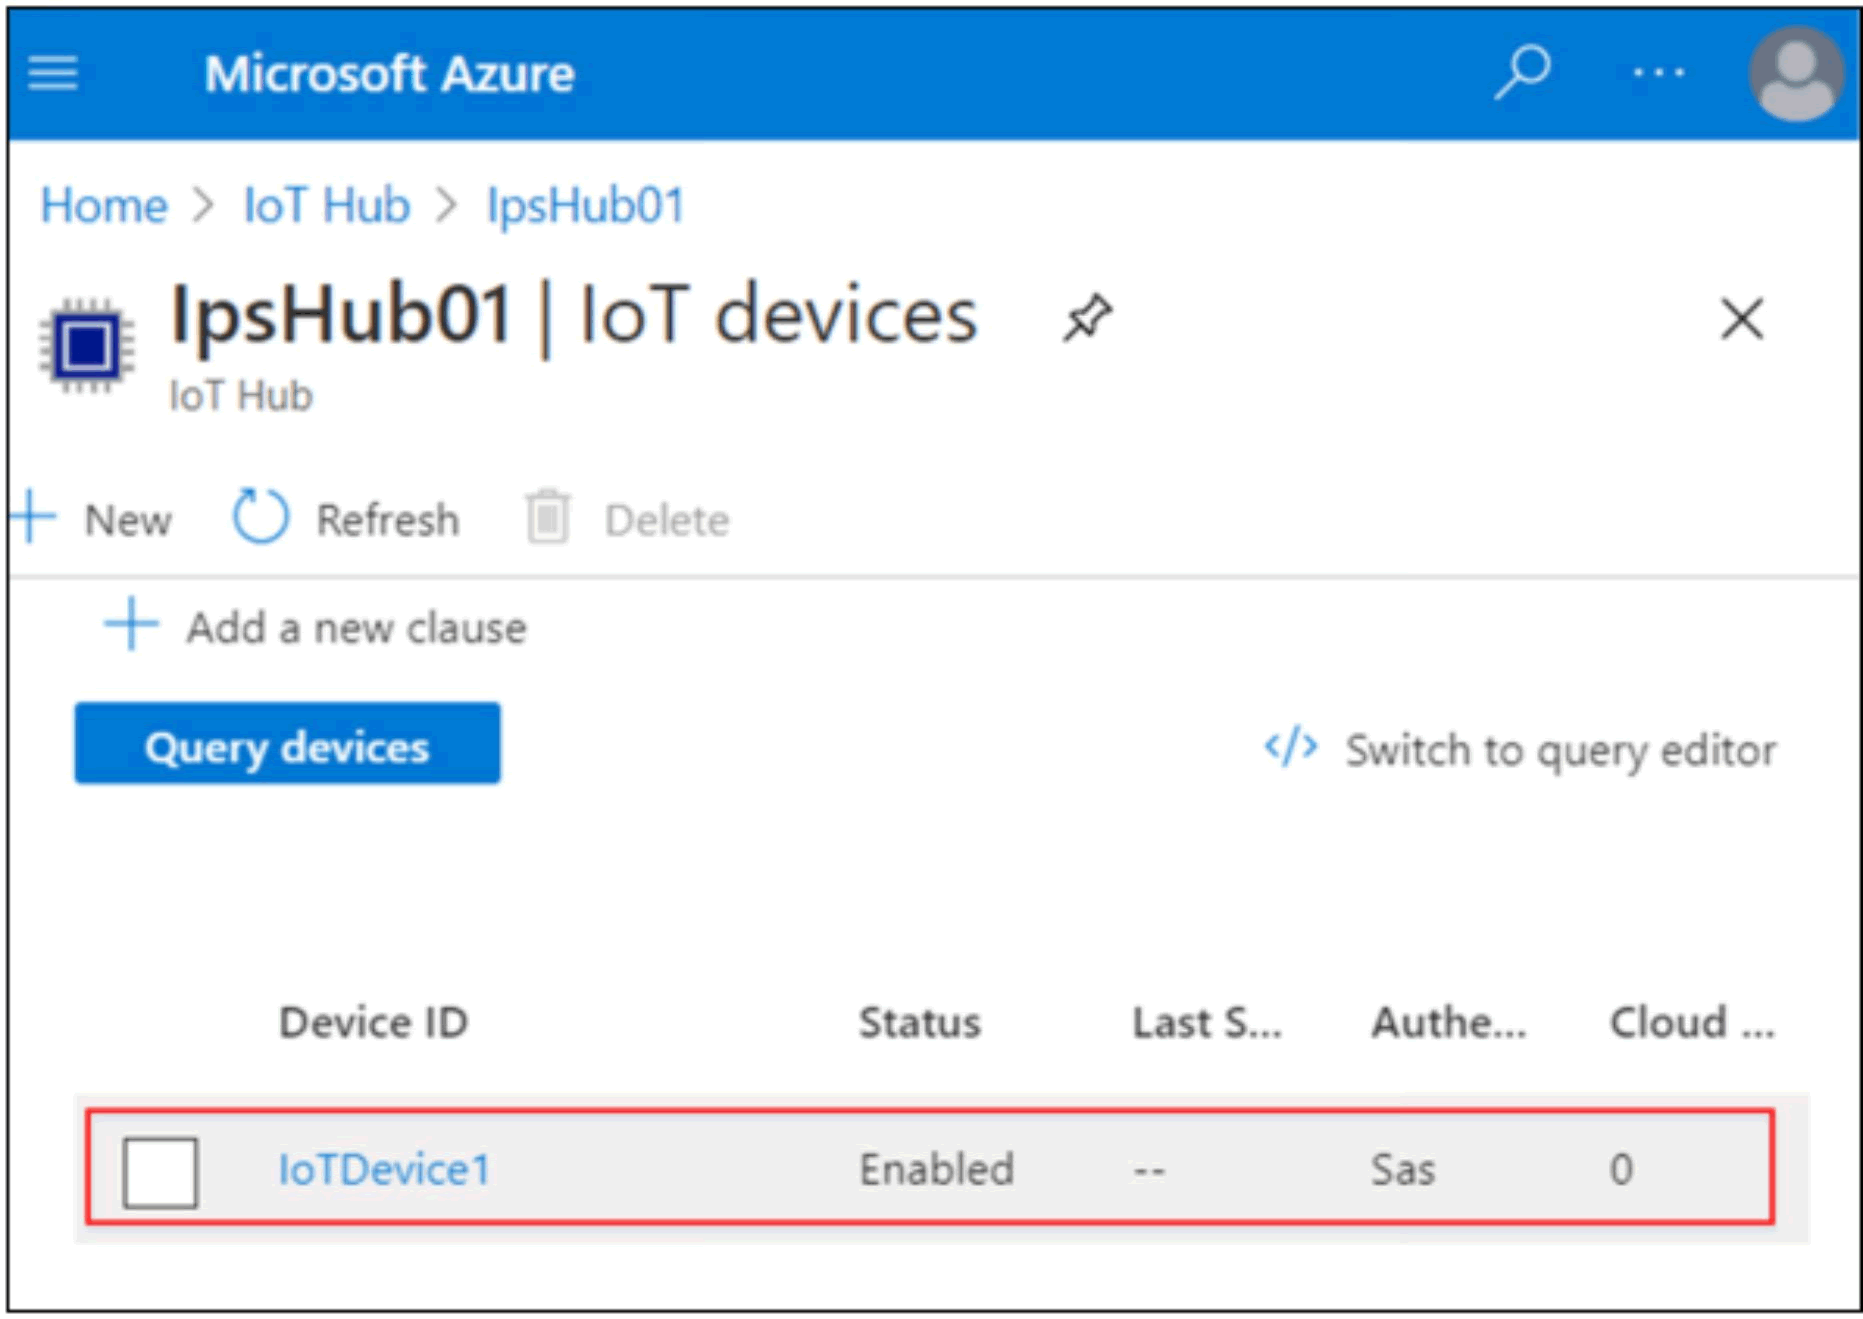 Microsoft Azure
Home > IoT Hub > IpsHub01
IpsHub01 | IoT devices
IoT Hub
New Refresh Delete
Add a new clause
Query devices </> Switch to query editor
Device ID Status Last S... Authe... Cloud ...
IoTDevice1 Enabled -- Sas 0